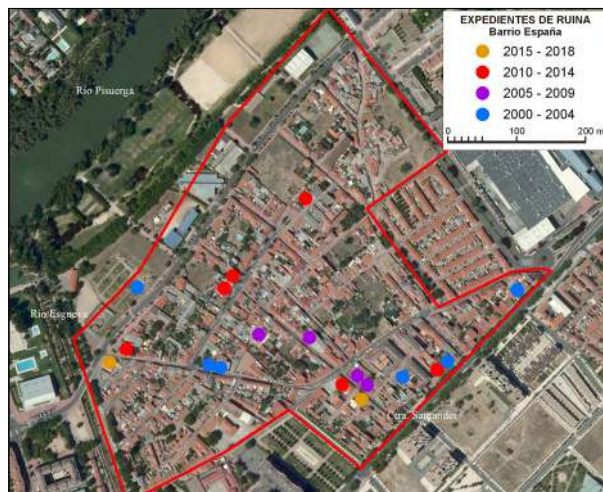 EXPEDIENTES DE RUINA
Barrio España
2015 - 2018
2010 - 2014
2005 - 2009
2000 - 2004
0 100 200 m
Río Pisuerga
Río Esgueva
Ctra. Santander